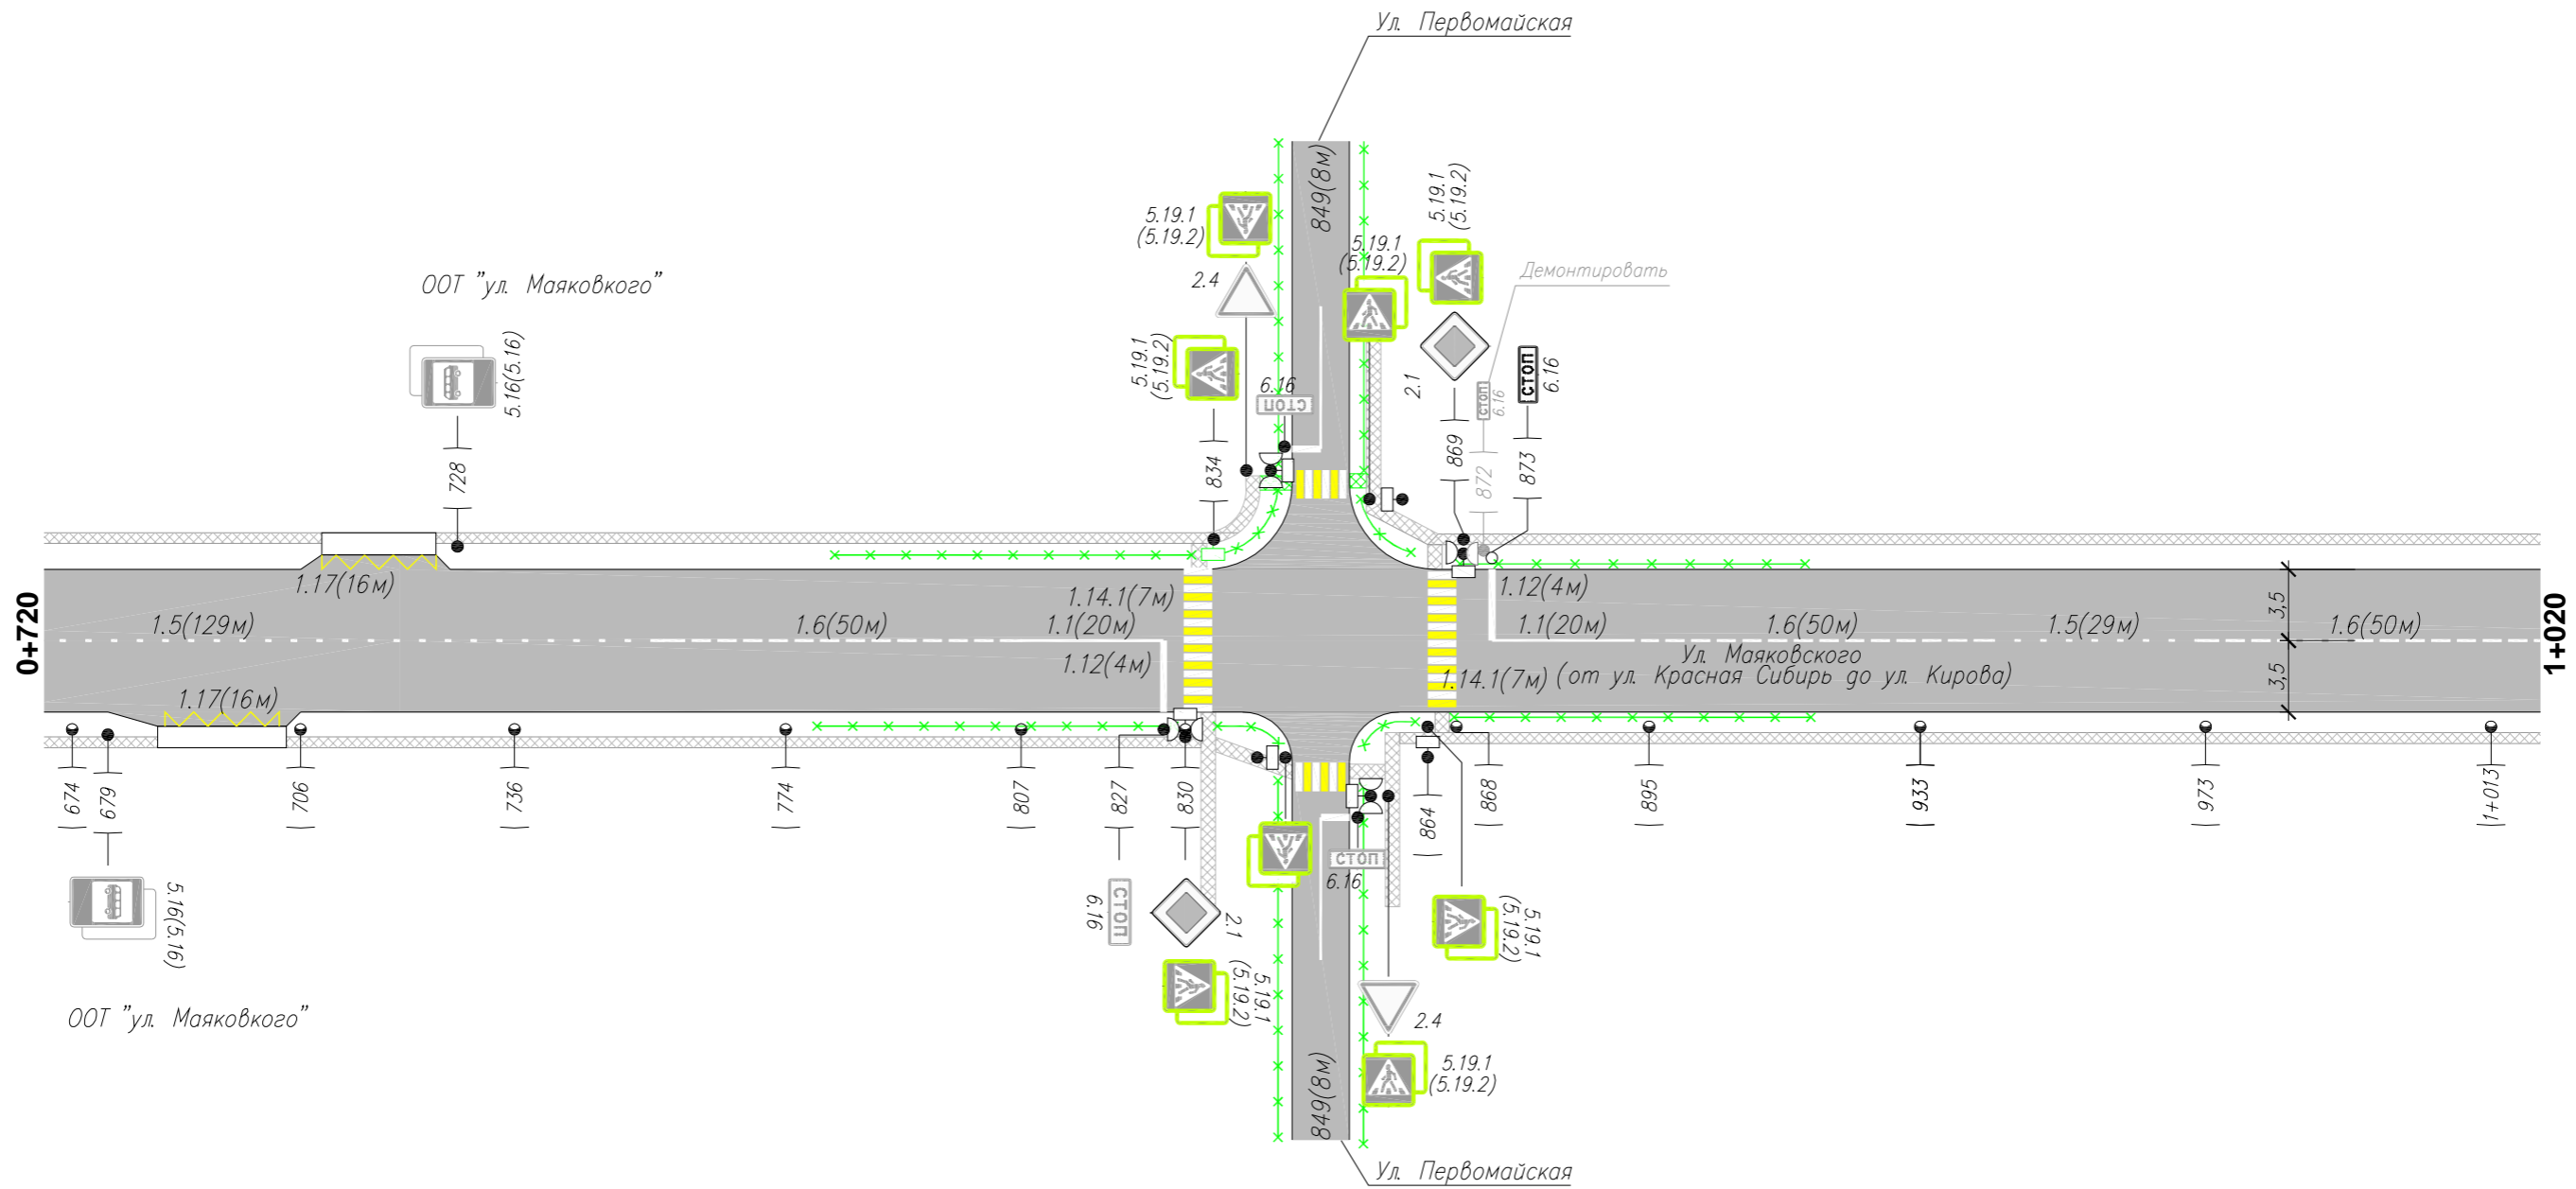 Ул. Первомайская
849(8м)
5.19.1
(5.19.2)
2.4
5.19.1
(5.19.2)
6.16
СТОП
834
5.19.1
(5.19.2)
5.19.1
(5.19.2)
2.1
869
Демонтировать
СТОП
6.16
872
СТОП
6.16
873
ООТ "ул. Маяковкого"
5.16(5.16)
728
0+720
1.17(16м)
1.5(129м)
1.17(16м)
1.6(50м)
1.14.1(7м)
1.1(20м)
1.12(4м)
1.12(4м)
1.1(20м)
1.6(50м)
1.5(29м)
1.6(50м)
3,5
3,5
Ул. Маяковского
1.14.1(7м) (от ул. Красная Сибирь до ул. Кирова)
1+020
674
679
706
736
774
807
827
830
864
868
895
933
973
1+013
5.16(5.16)
ООТ "ул. Маяковкого"
СТОП
6.16
2.1
5.19.1
(5.19.2)
СТОП
6.16
5.19.1
(5.19.2)
2.4
5.19.1
(5.19.2)
849(8м)
Ул. Первомайская